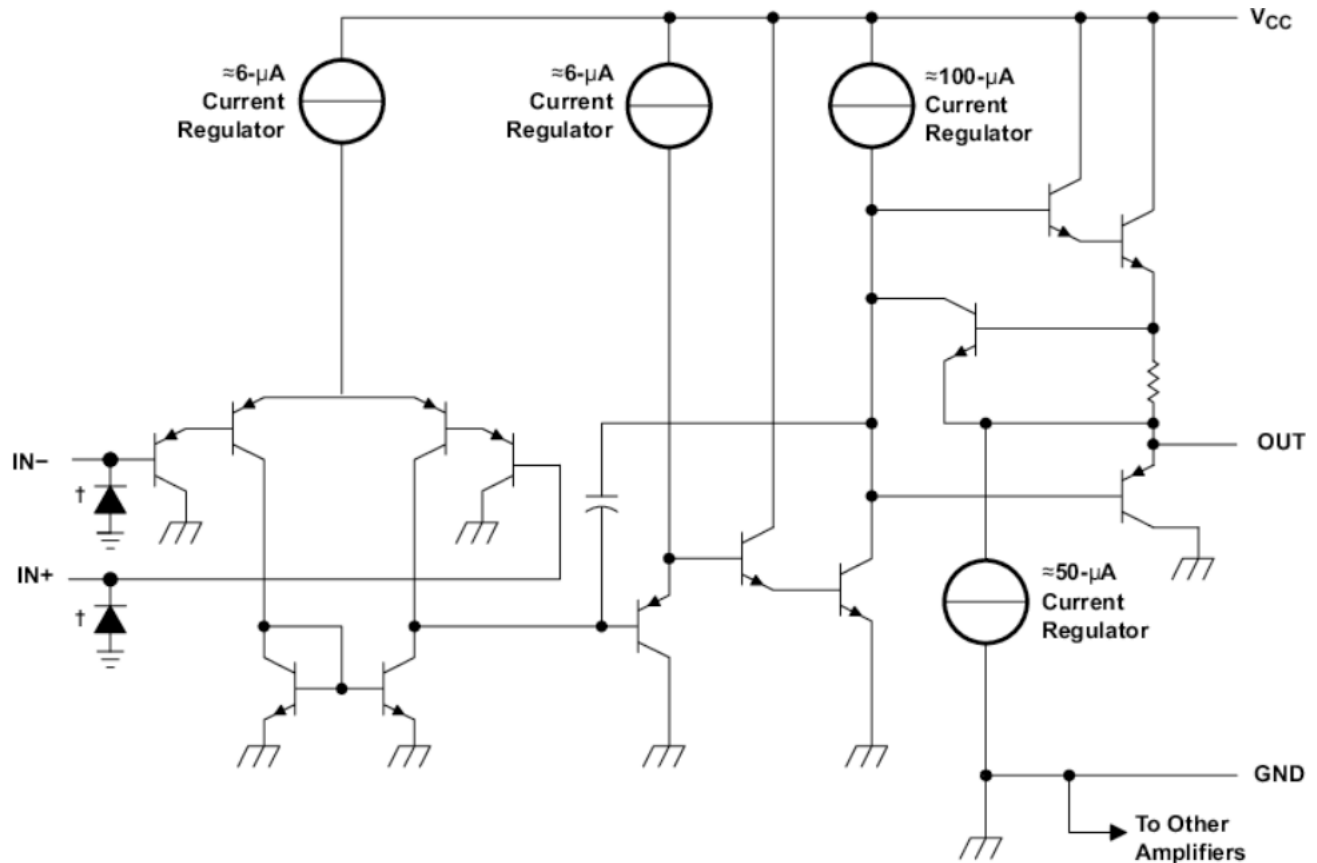 VCC
≈6-µA
Current
Regulator
≈6-µA
Current
Regulator
≈100-µA
Current
Regulator
IN−
†
OUT
IN+
†
≈50-µA
Current
Regulator
GND
To Other
Amplifiers